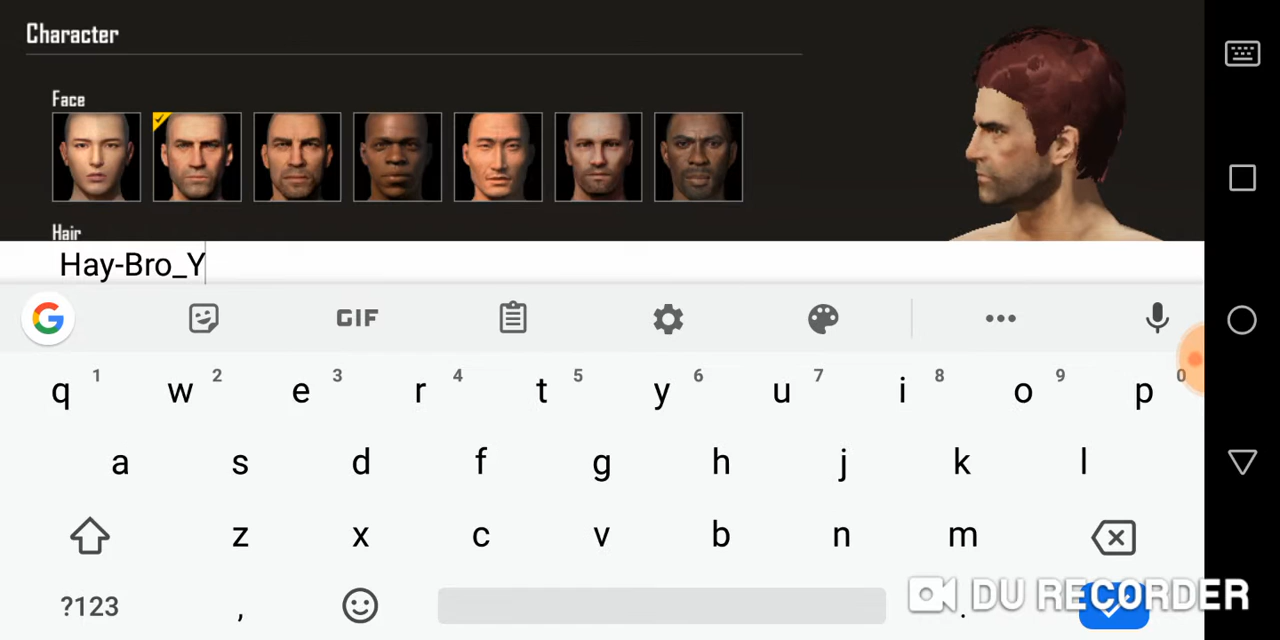 Character
Face
Hair
Hay-Bro_Y
G GIF
q 1 w 2 e 3 r 4 t 5 y 6 u 7 i 8 o 9 p 0
a s d f g h j k l
z x c v b n m
?123 , .
DU RECORDER